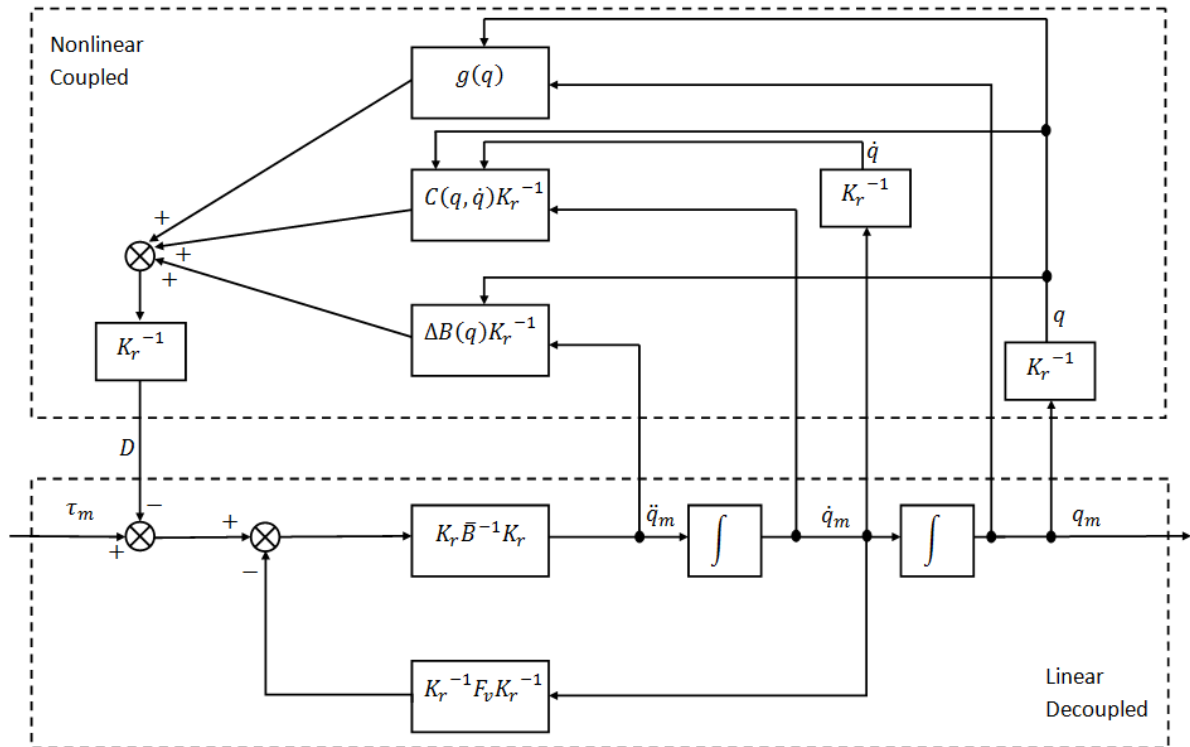 Nonlinear
Coupled
g(q)
q̇
C(q, q̇)K_r^{-1}
K_r^{-1}
+
+
+
ΔB(q)K_r^{-1}
q
K_r^{-1}
K_r^{-1}
D
τ_m
−
+
+
−
K_r B̄^{-1} K_r
q̈_m
∫
q̇_m
∫
q_m
K_r^{-1} F_v K_r^{-1}
Linear
Decoupled